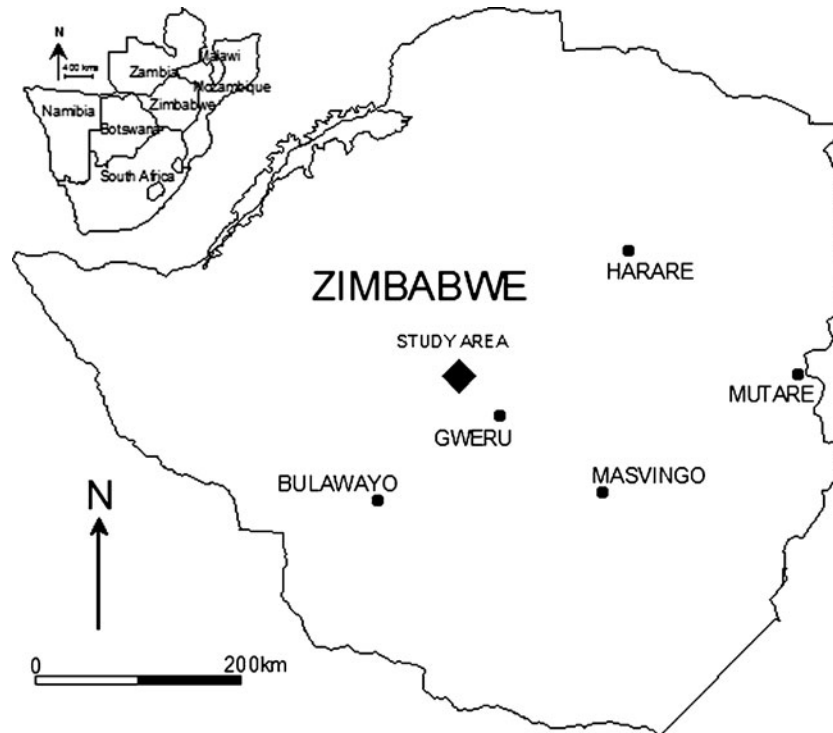 N
400 kms
Malawi
Zambia
Mozambique
Namibia
Zimbabwe
Botswana
South Africa
ZIMBABWE
HARARE
STUDY AREA
MUTARE
GWERU
BULAWAYO
MASVINGO
N
0 200km